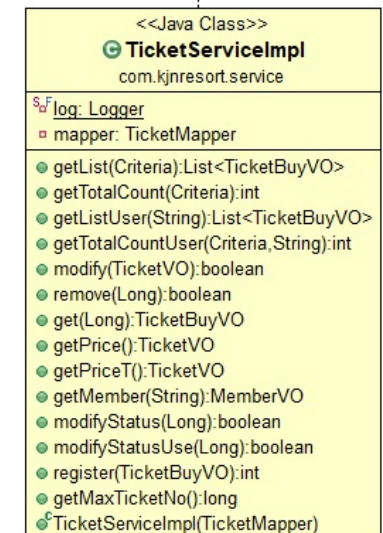 <<Java Class>>
G TicketServiceImpl
com.kjnresort.service
S F log: Logger
mapper: TicketMapper
getList(Criteria):List<TicketBuyVO>
getTotalCount(Criteria):int
getListUser(String):List<TicketBuyVO>
getTotalCountUser(Criteria,String):int
modify(TicketVO):boolean
remove(Long):boolean
get(Long):TicketBuyVO
getPrice():TicketVO
getPriceT():TicketVO
getMember(String):MemberVO
modifyStatus(Long):boolean
modifyStatusUse(Long):boolean
register(TicketBuyVO):int
getMaxTicketNo():long
C TicketServiceImpl(TicketMapper)